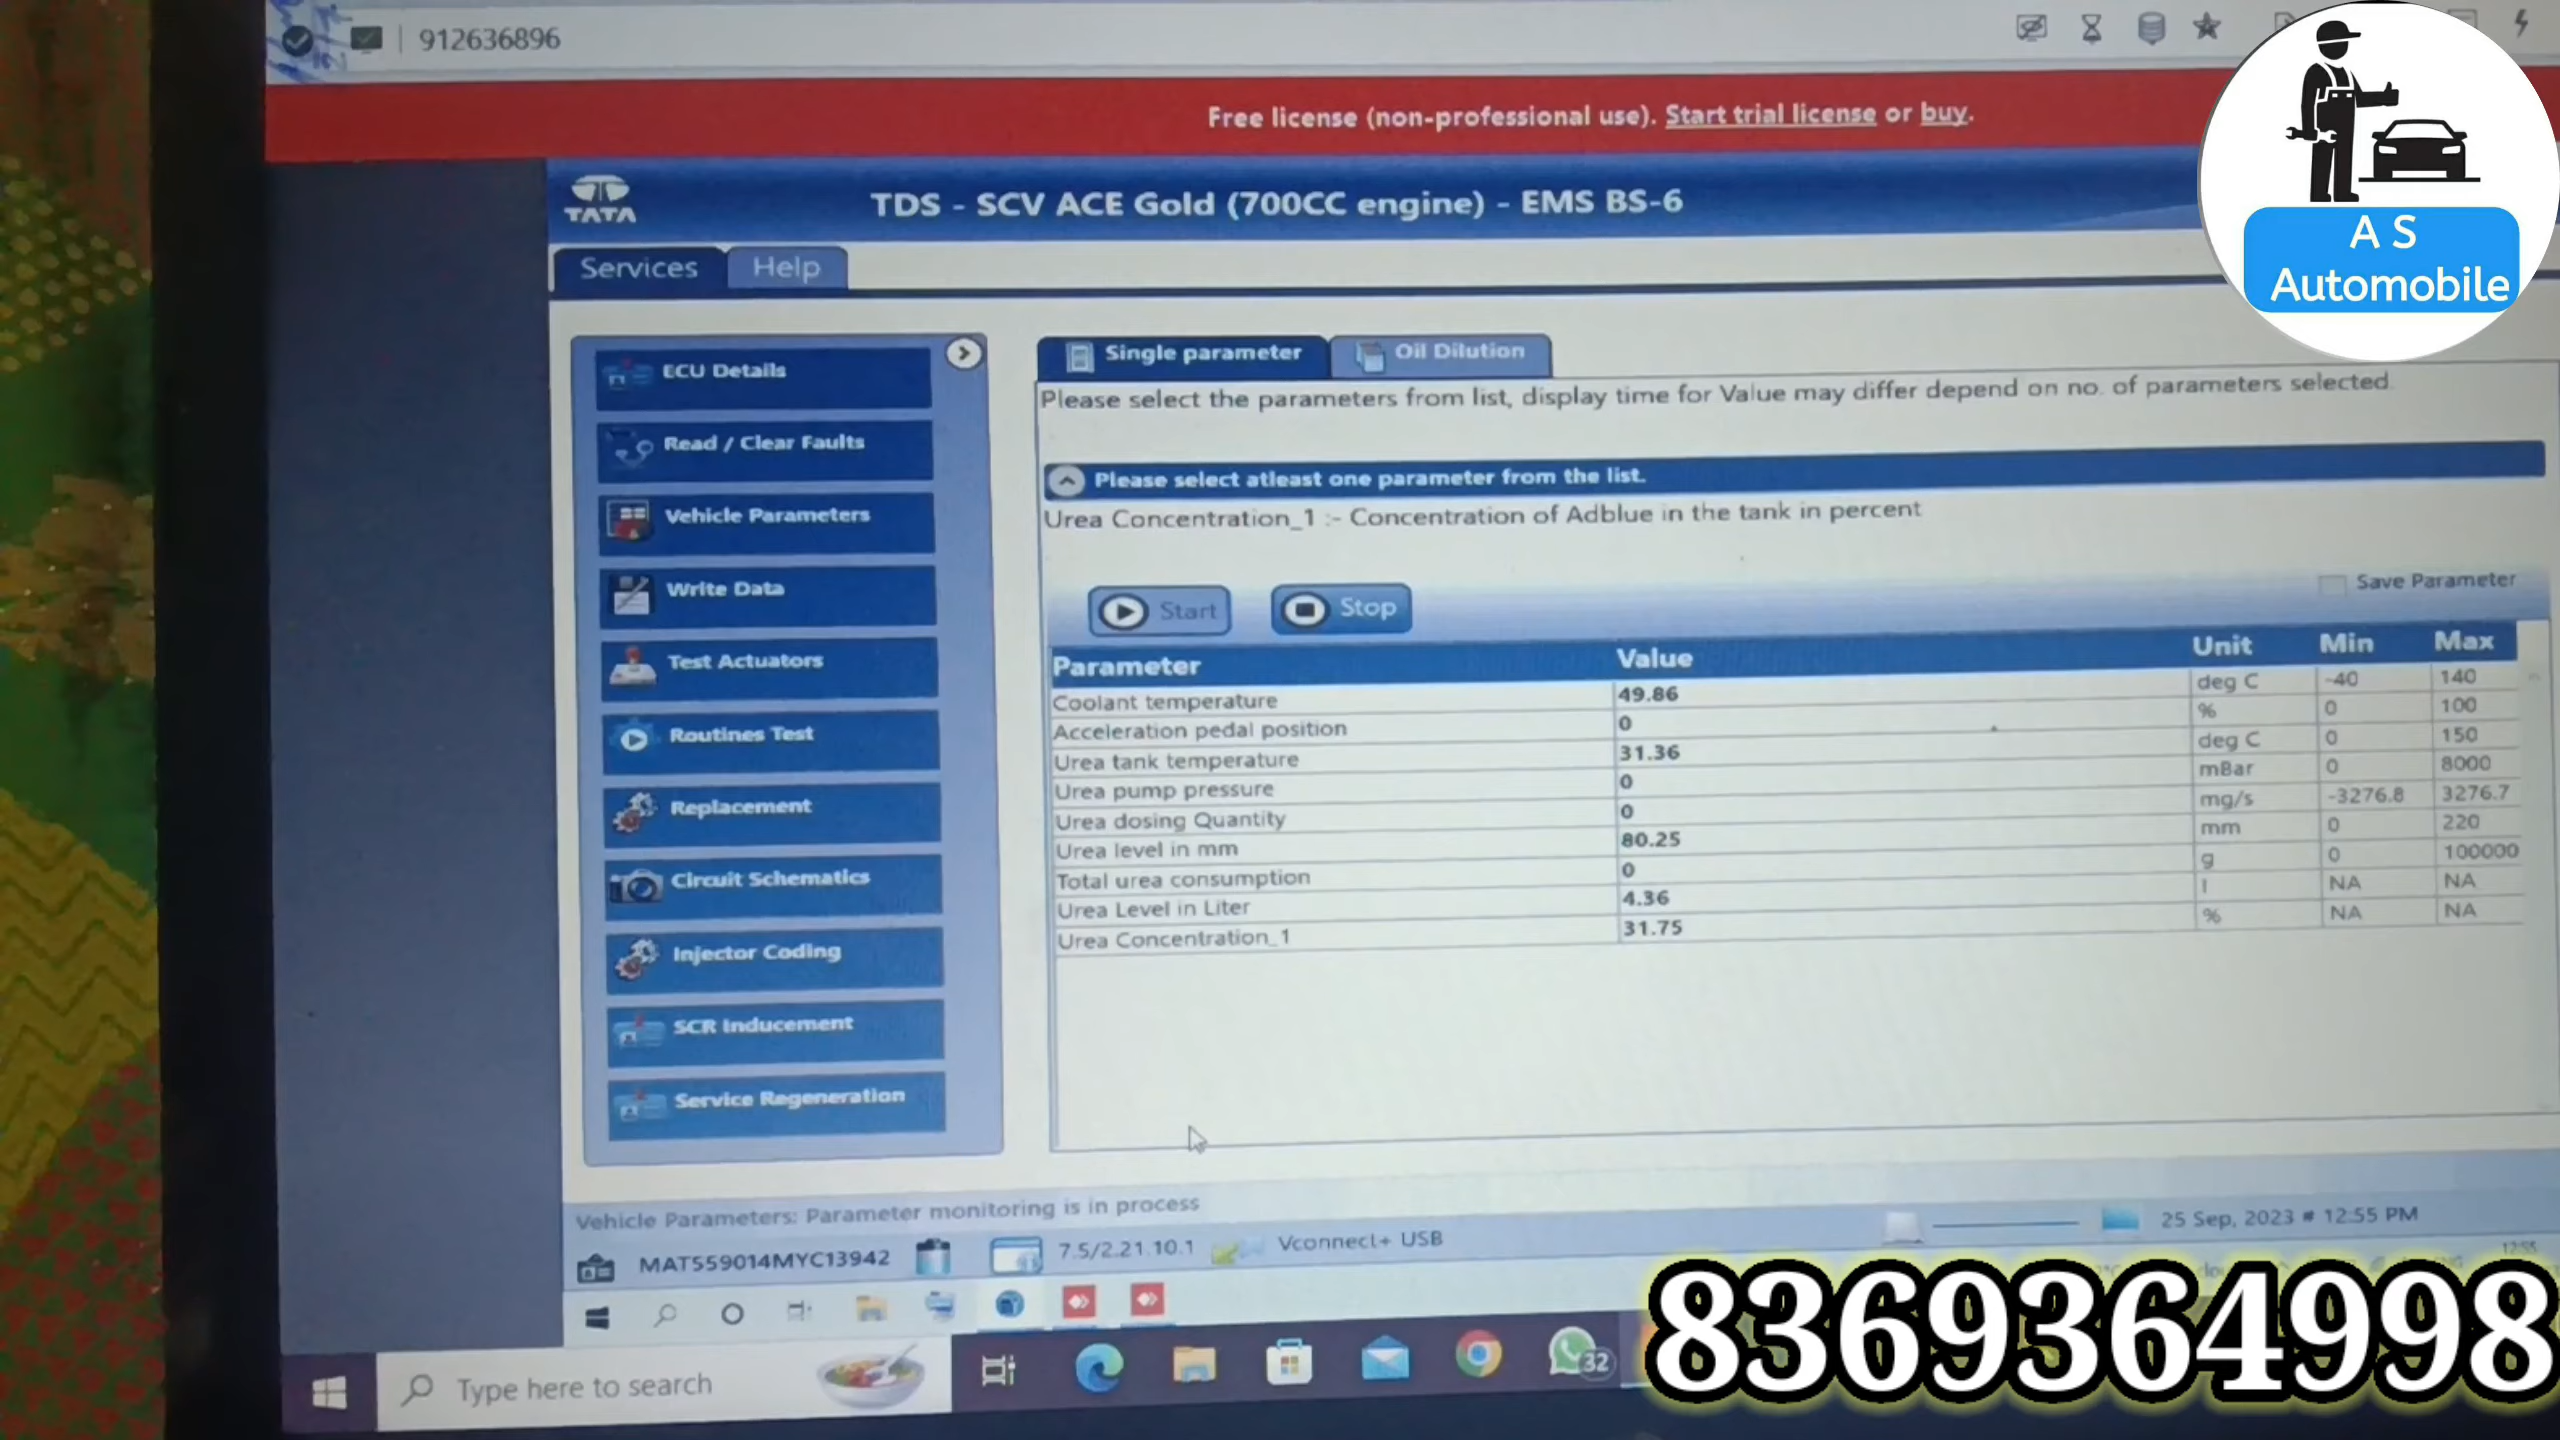 912636896
Free license (non-professional use). Start trial license or buy.
TATA
TDS - SCV ACE Gold (700CC engine) - EMS BS-6
A S
Automobile
Services Help
ECU Details
Read / Clear Faults
Vehicle Parameters
Write Data
Test Actuators
Routines Test
Replacement
Circuit Schematics
Injector Coding
SCR Inducement
Service Regeneration
Single parameter Oil Dilution
Please select the parameters from list, display time for Value may differ depend on no. of parameters selected
Please select atleast one parameter from the list.
Urea Concentration_1 :- Concentration of Adblue in the tank in percent
Start Stop Save Parameter
Parameter Value Unit Min Max
Coolant temperature 49.86 deg C -40 140
Acceleration pedal position 0 % 0 100
Urea tank temperature 31.36 deg C 0 150
Urea pump pressure 0 mBar 0 8000
Urea dosing Quantity 0 mg/s -3276.8 3276.7
Urea level in mm 80.25 mm 0 220
Total urea consumption 0 g 0 100000
Urea Level in Liter 4.36 l NA NA
Urea Concentration_1 31.75 % NA NA
Vehicle Parameters: Parameter monitoring is in process
MAT559014MYC13942 7.5/2.21.10.1 Vconnect+ USB 25 Sep, 2023 # 12:55 PM
12:55
Type here to search
32
8369364998